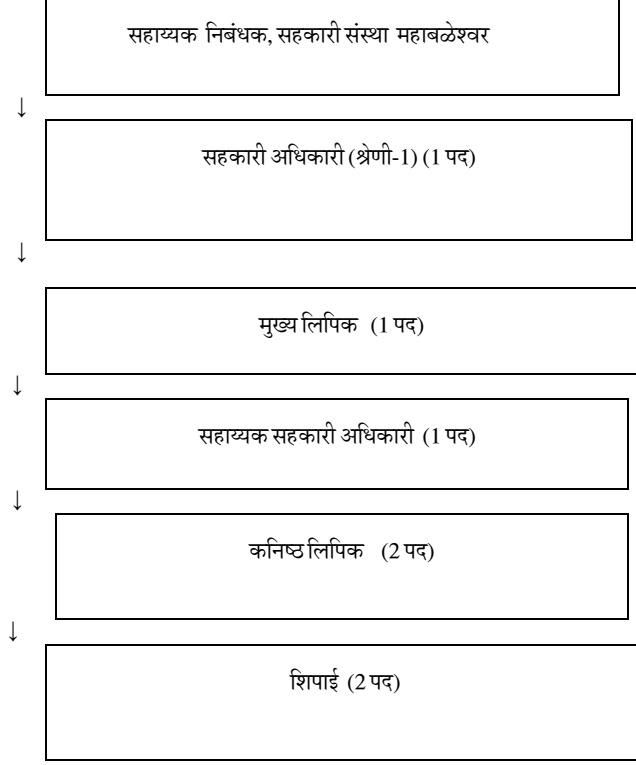 सहाय्यक निबंधक, सहकारी संस्था महाबळेश्वर
↓
सहकारी अधिकारी (श्रेणी-1) (1 पद)
↓
मुख्य लिपिक (1 पद)
↓
सहाय्यक सहकारी अधिकारी (1 पद)
↓
कनिष्ठ लिपिक (2 पद)
↓
शिपाई (2 पद)